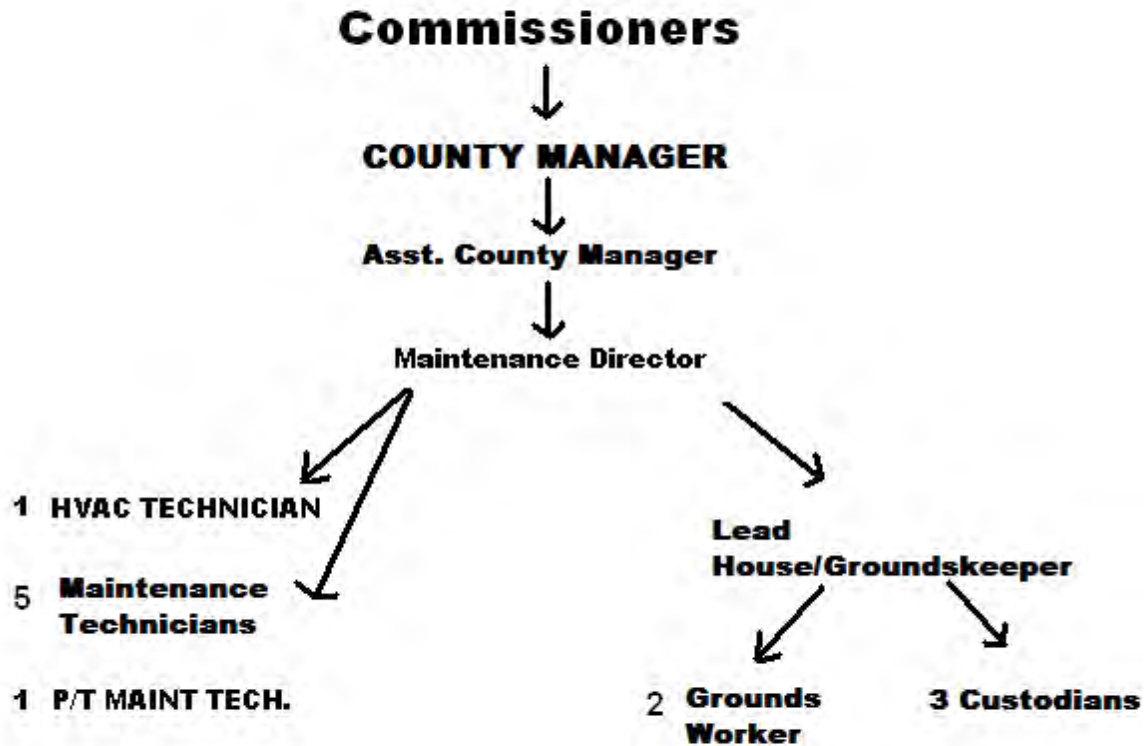 Commissioners
COUNTY MANAGER
Asst. County Manager
Maintenance Director
1 HVAC TECHNICIAN
5 Maintenance
Technicians
1 P/T MAINT TECH.
Lead
House/Groundskeeper
2 Grounds
Worker
3 Custodians